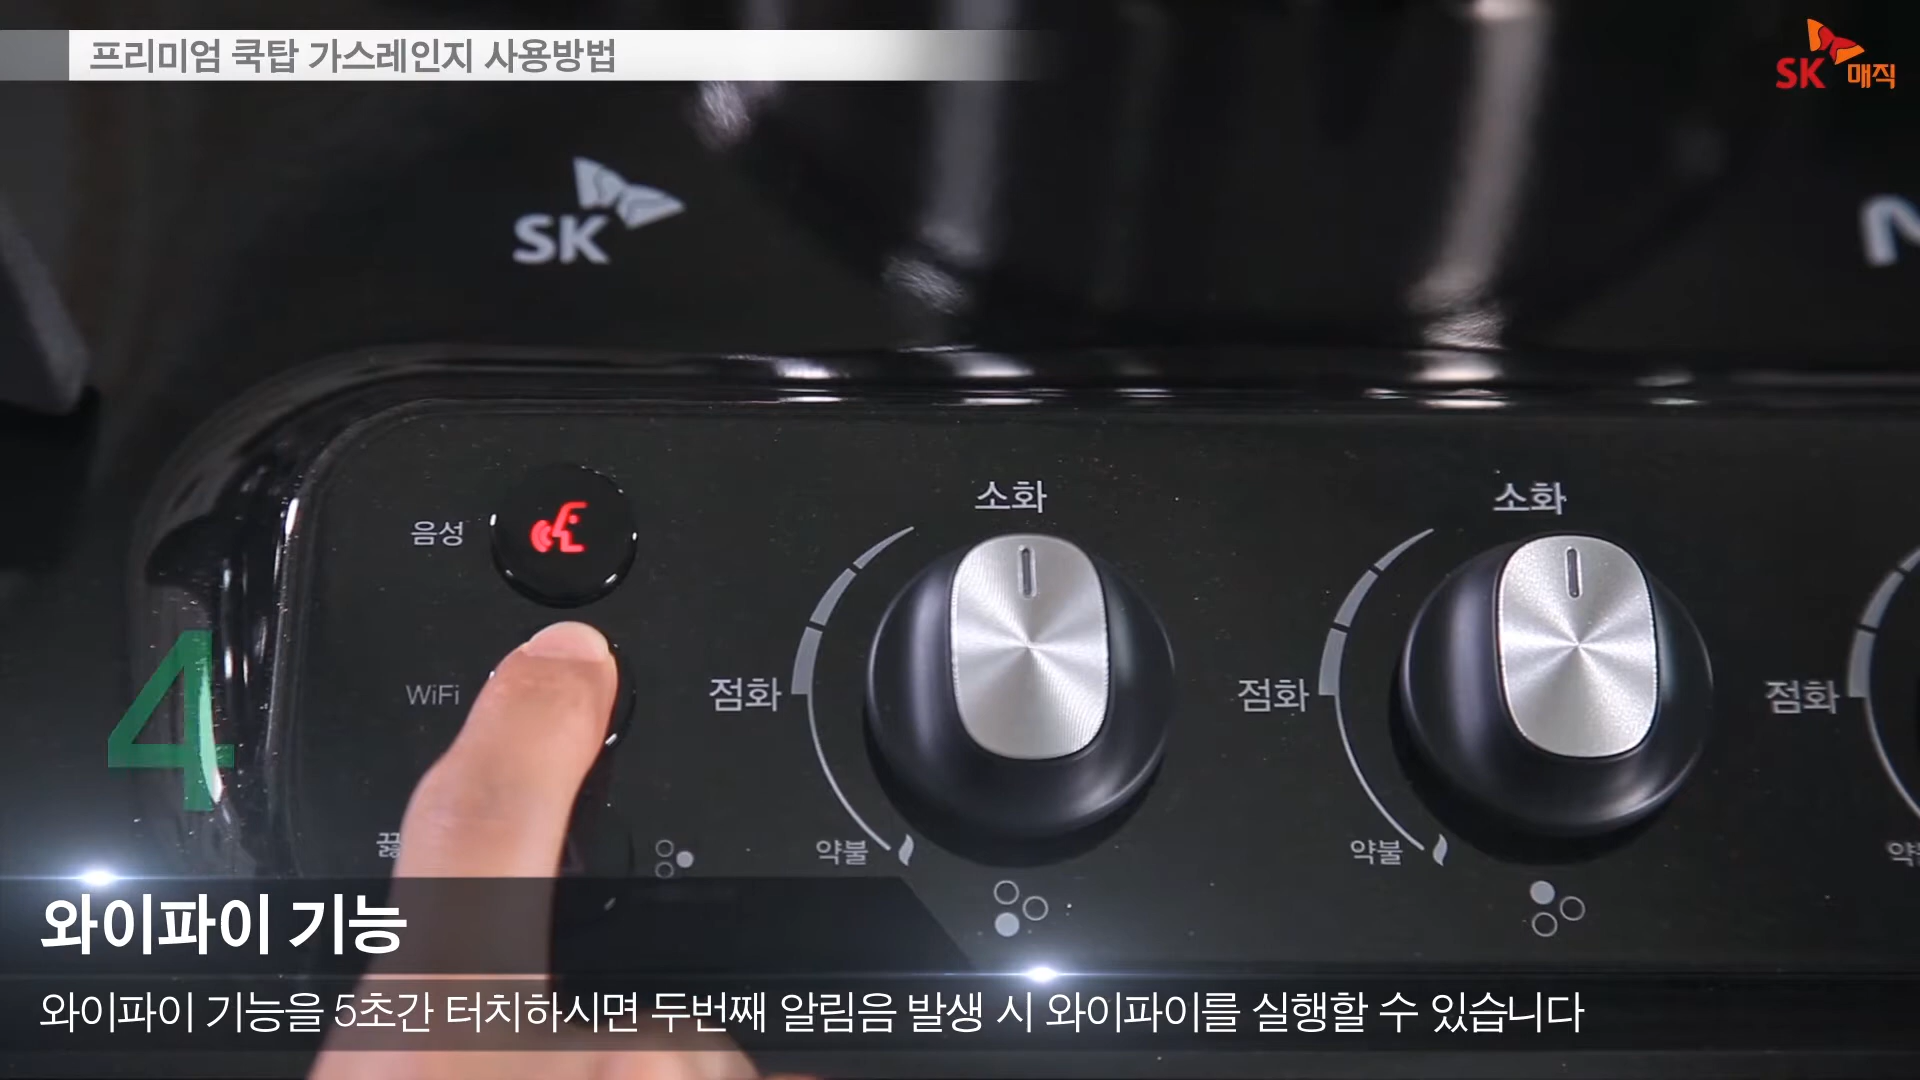 프리미엄 쿡탑 가스레인지 사용방법
SK매직
SK
소화
소화
음성
WiFi
점화
점화
점화
4
약불
약불
와이파이 기능
와이파이 기능을 5초간 터치하시면 두번째 알림음 발생 시 와이파이를 실행할 수 있습니다